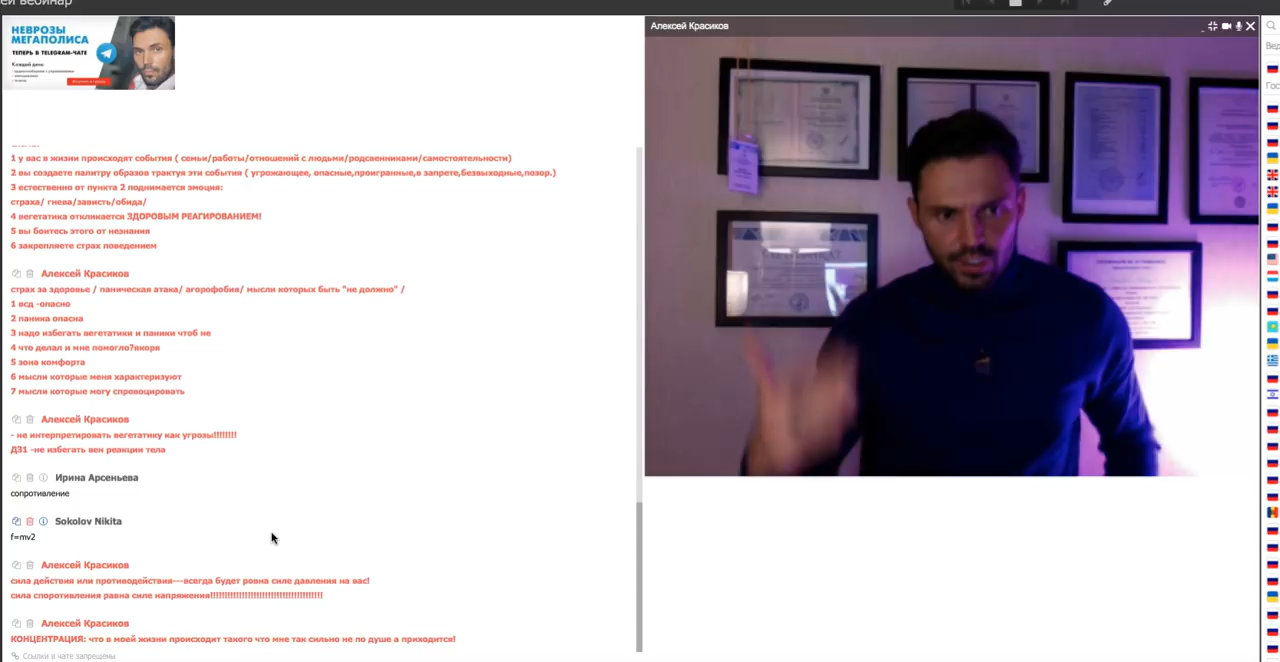 ей вебинар
НЕВРОЗЫ
МЕГАПОЛИСА
ТЕПЕРЬ В TELEGRAM-ЧАТЕ
Каждый день:
1 у вас в жизни происходят события ( семьи/работы/отношений с людьми/родсвенниками/самостоятельности)
2 вы создаете палитру образов трактуя эти события ( угрожающее, опасные,проигранные,в запрете,безвыходные,позор.)
3 естественно от пункта 2 поднимается эмоция:
страха/ гнева/зависть/обида/
4 вегетатика откликается ЗДОРОВЫМ РЕАГИРОВАНИЕМ!
5 вы боитесь этого от незнания
6 закрепляете страх поведением
Алексей Красиков
страх за здоровье / паническая атака/ агорофобия/ мысли которых быть "не должно" /
1 всд -опасно
2 паника опасна
3 надо избегать вегетатики и паники чтоб не
4 что делал и мне помогло?якоря
5 зона комфорта
6 мысли которые меня характеризуют
7 мысли которые могу спровоцировать
Алексей Красиков
- не интерпретировать вегетатику как угрозы!!!!!!!!
ДЗ1 -не избегать вен реакции тела
Ирина Арсеньева
сопротивление
Sokolov Nikita
f=mv2
Алексей Красиков
сила действия или противодействия---всегда будет ровна силе давления на вас!
сила споротивления равна силе напряжения!!!!!!!!!!!!!!!!!!!!!!!!!!!!!!!!!!!!!!
Алексей Красиков
КОНЦЕНТРАЦИЯ: что в моей жизни происходит такого что мне так сильно не по душе а приходится!
Ссылки в чате запрещены
Алексей Красиков
Вед
Гос